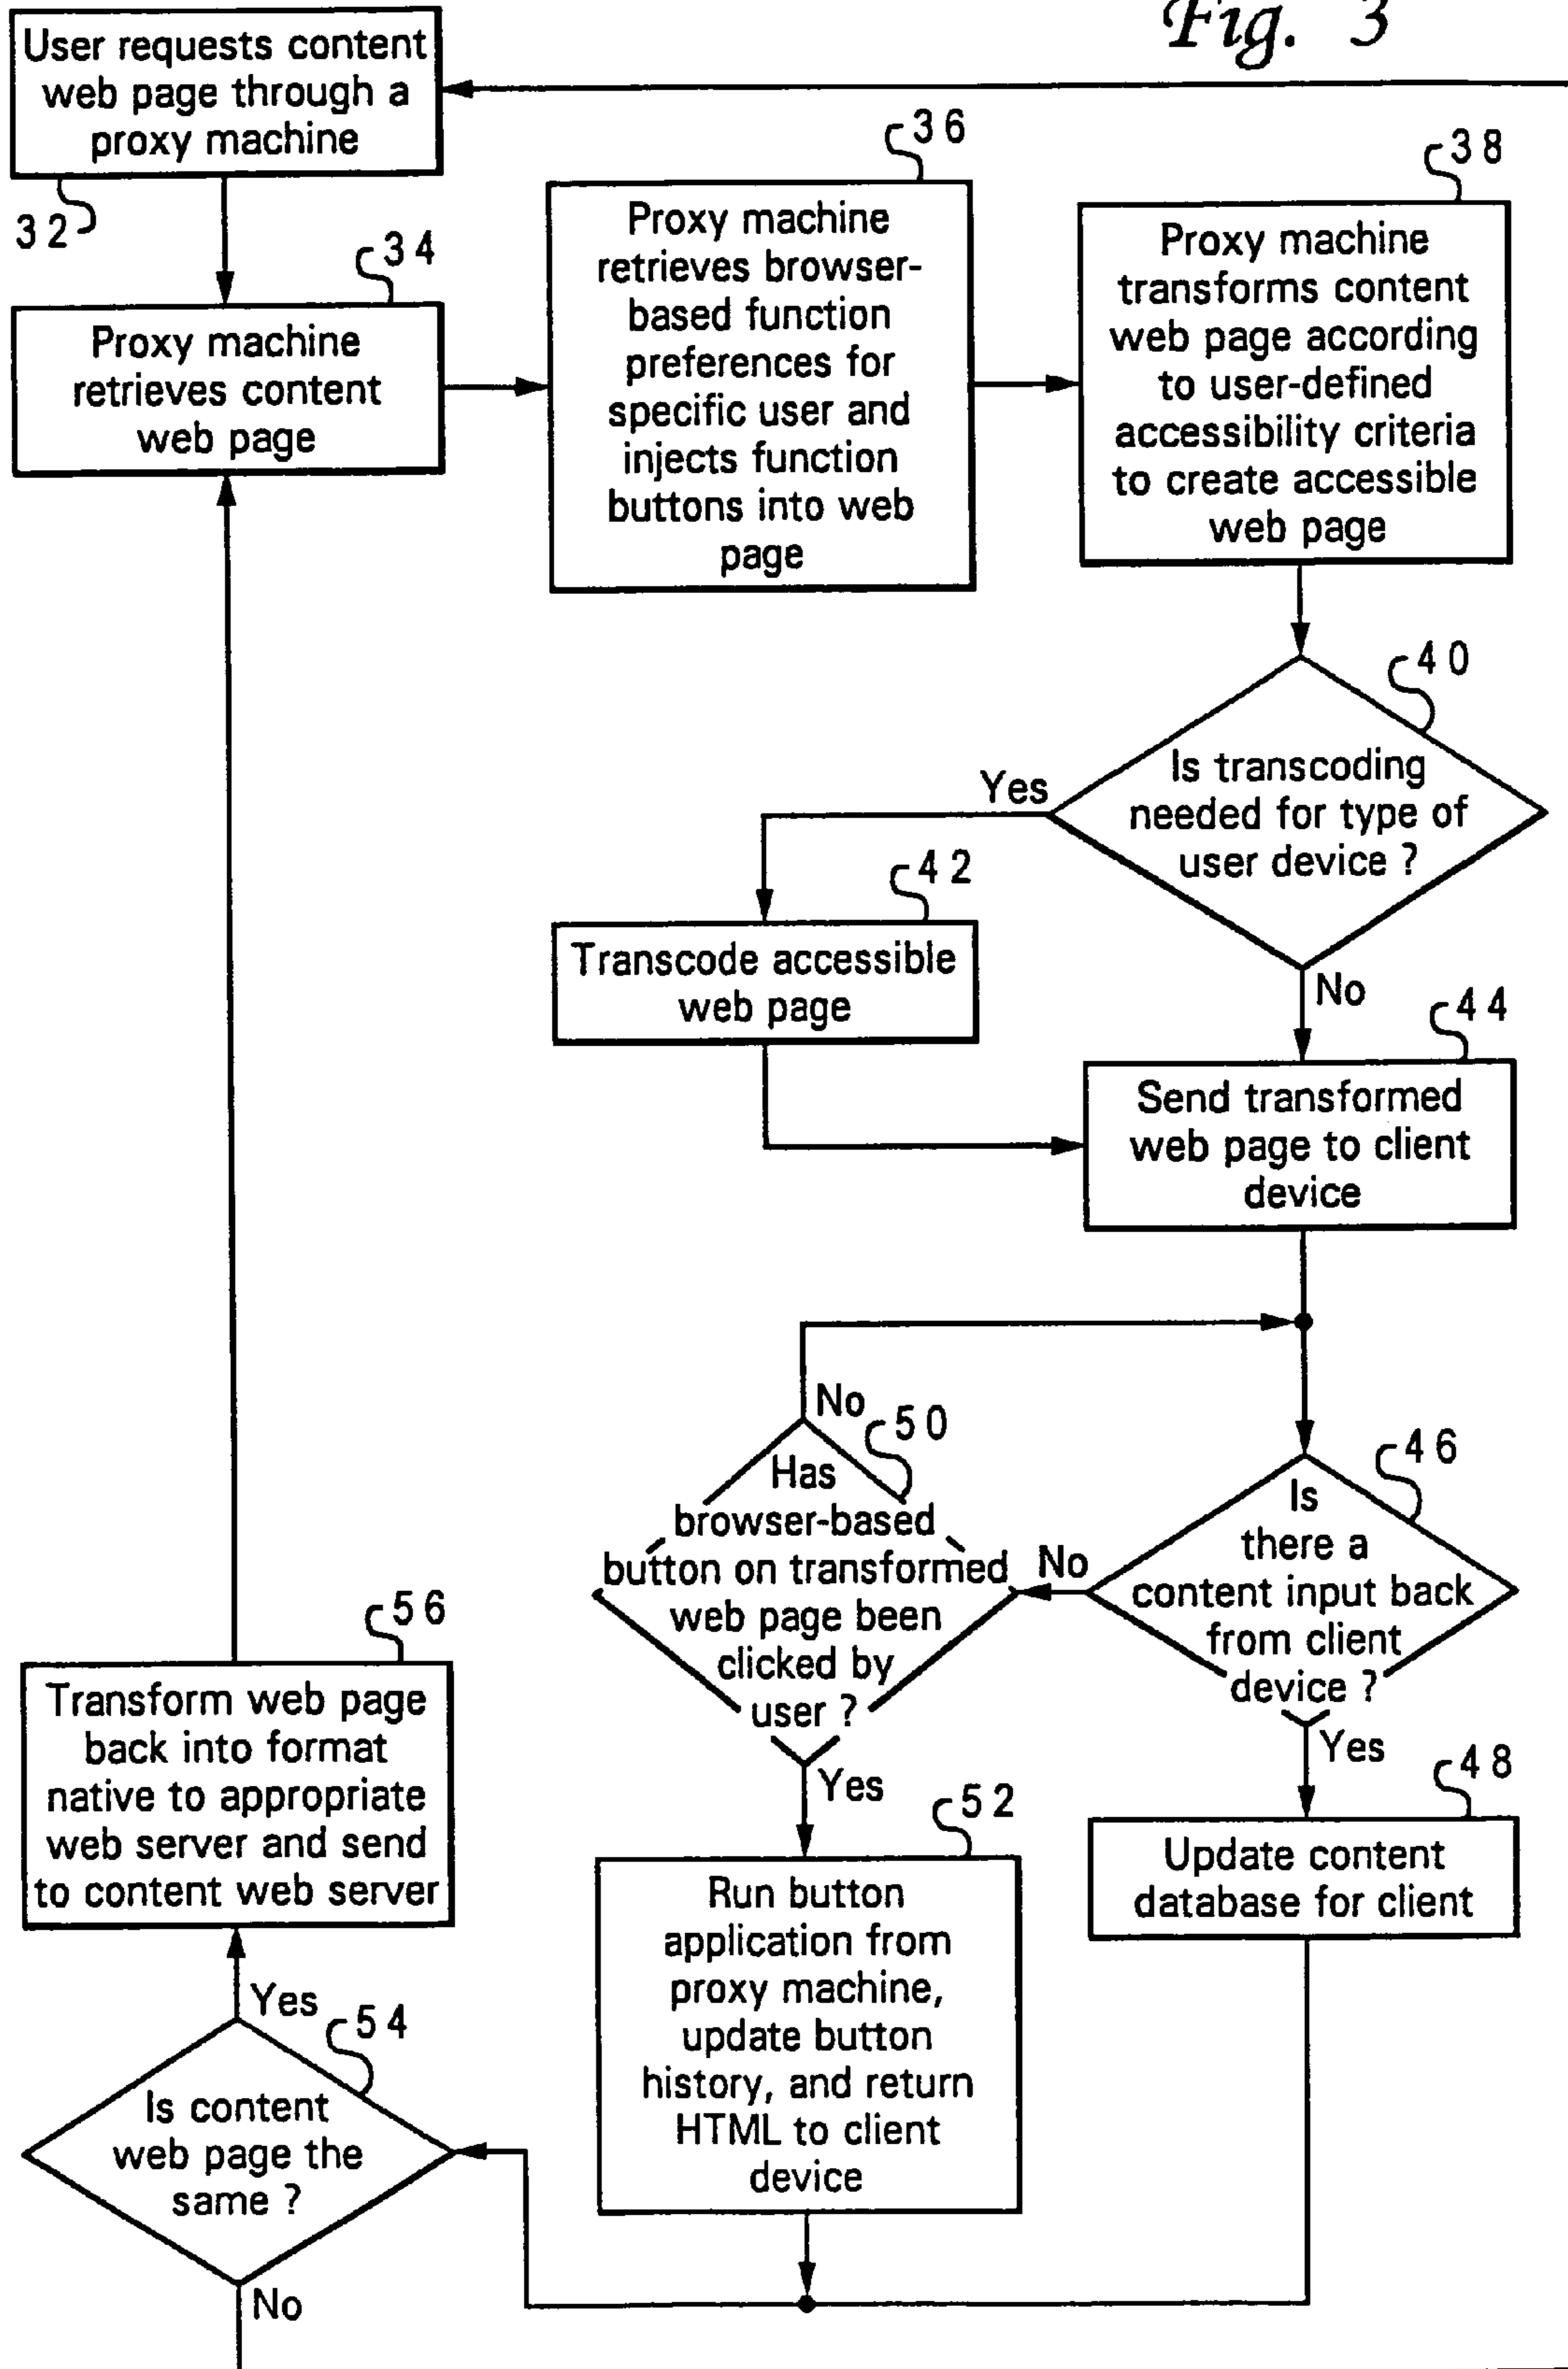 Fig. 3
User requests content
web page through a
proxy machine
32
34
Proxy machine
retrieves content
web page
36
Proxy machine
retrieves browser-
based function
preferences for
specific user and
injects function
buttons into web
page
38
Proxy machine
transforms content
web page according
to user-defined
accessibility criteria
to create accessible
web page
40
Is transcoding
needed for type of
user device ?
Yes
No
42
Transcode accessible
web page
44
Send transformed
web page to client
device
46
Is
there a
content input back
from client
device ?
No
Yes
48
Update content
database for client
50
Has
browser-based
button on transformed
web page been
clicked by
user ?
No
Yes
52
Run button
application from
proxy machine,
update button
history, and return
HTML to client
device
54
Is content
web page the
same ?
Yes
No
56
Transform web page
back into format
native to appropriate
web server and send
to content web server